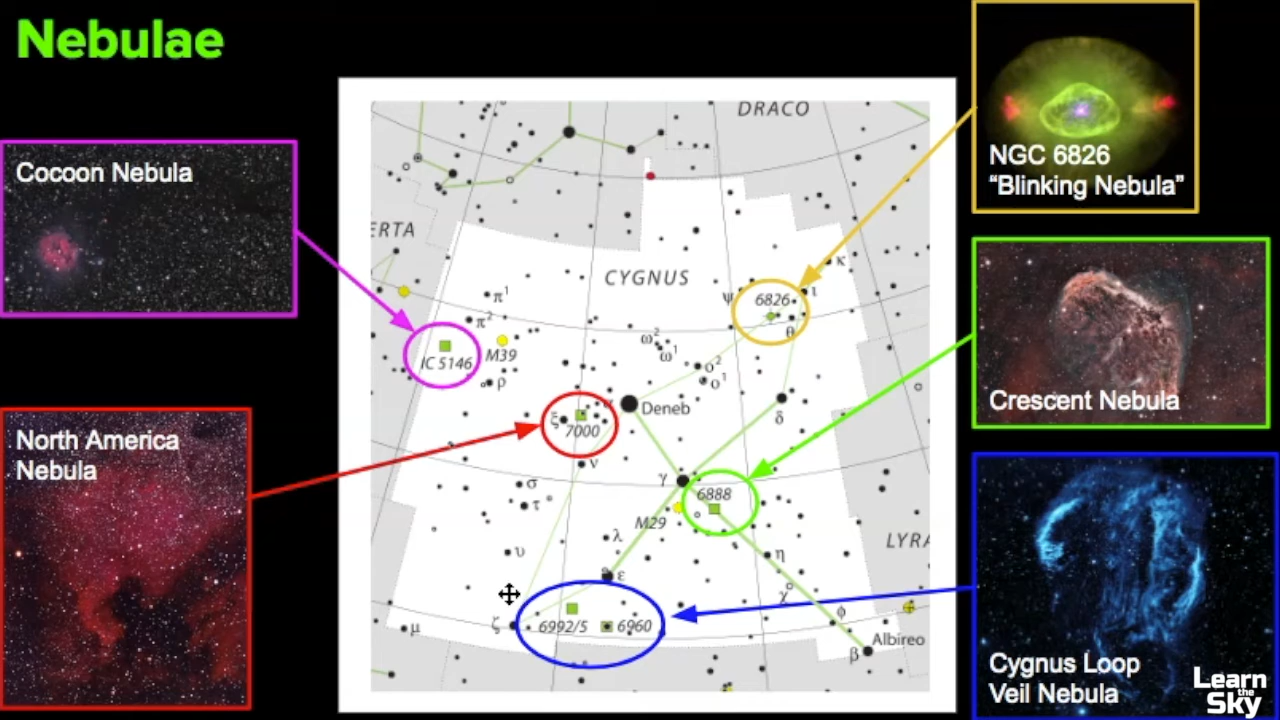 Nebulae
Cocoon Nebula
North America
Nebula
DRACO
ERTA
CYGNUS
κ
ψ
6826
ι
θ
π¹
π²
IC 5146
M39
ρ
ω²
ω¹
ο²
ο¹
α
Deneb
δ
ξ
7000
ν
γ
6888
σ
τ
M29
LYRA
λ
υ
η
ε
χ
φ
ζ
6992/5
6960
μ
Albireo
β
NGC 6826
“Blinking Nebula”
Crescent Nebula
Cygnus Loop
Veil Nebula
Learn
the
Sky